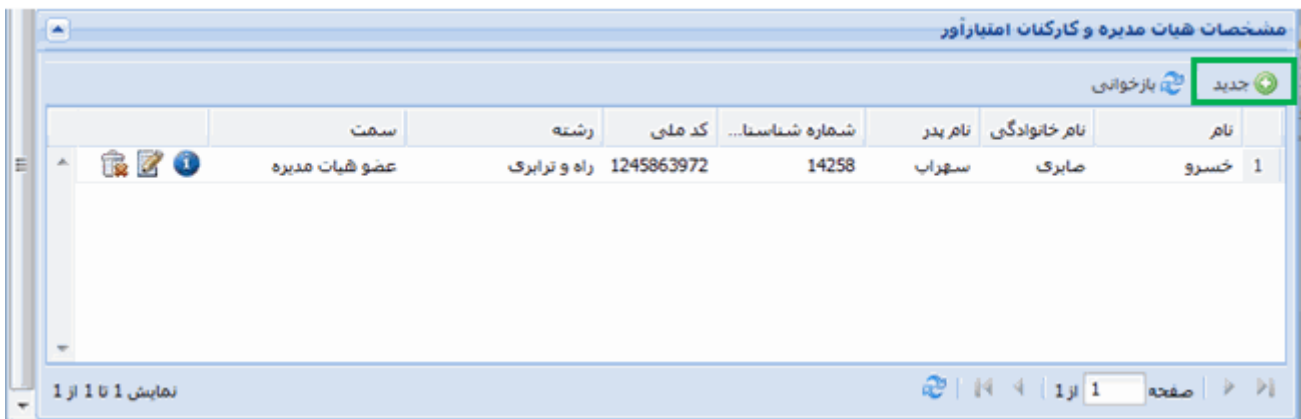 مشخصات هیات مدیره و کارکنات امتیازآور
جدید بازخوانی
نام نام خانوادگی نام پدر شماره شناسنا... کد ملی رشته سمت
1 خسرو صابری سهراب 14258 1245863972 راه و ترابری عضو هیات مدیره
صفحه 1 از 1 نمایش 1 تا 1 از 1